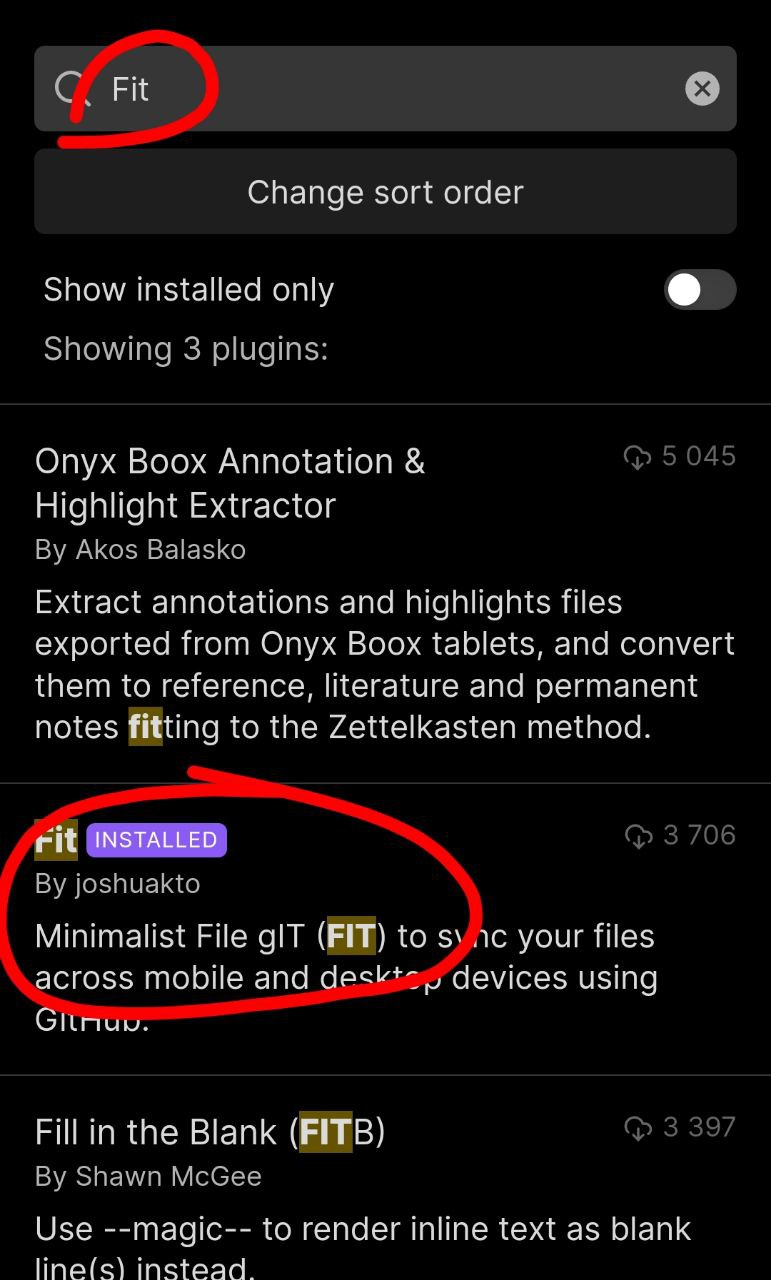 Fit
Change sort order
Show installed only
Showing 3 plugins:
Onyx Boox Annotation &
5 045
Highlight Extractor
By Akos Balasko
Extract annotations and highlights files
exported from Onyx Boox tablets, and convert
them to reference, literature and permanent
notes fitting to the Zettelkasten method.
Fit INSTALLED
3 706
By joshuakto
Minimalist File gIT (FIT) to sync your files
across mobile and desktop devices using
GitHub.
Fill in the Blank (FITB)
3 397
By Shawn McGee
Use --magic-- to render inline text as blank
line(s) instead.